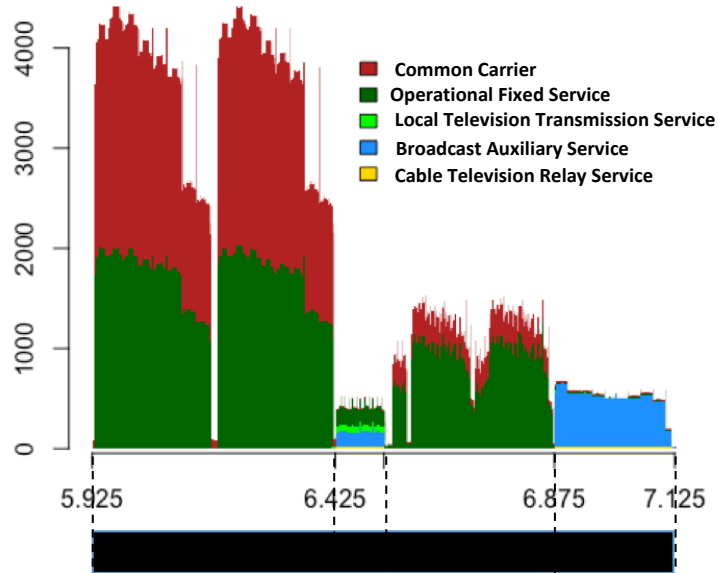 4000
3000
2000
1000
0
Common Carrier
Operational Fixed Service
Local Television Transmission Service
Broadcast Auxiliary Service
Cable Television Relay Service
5.925 6.425 6.875 7.125